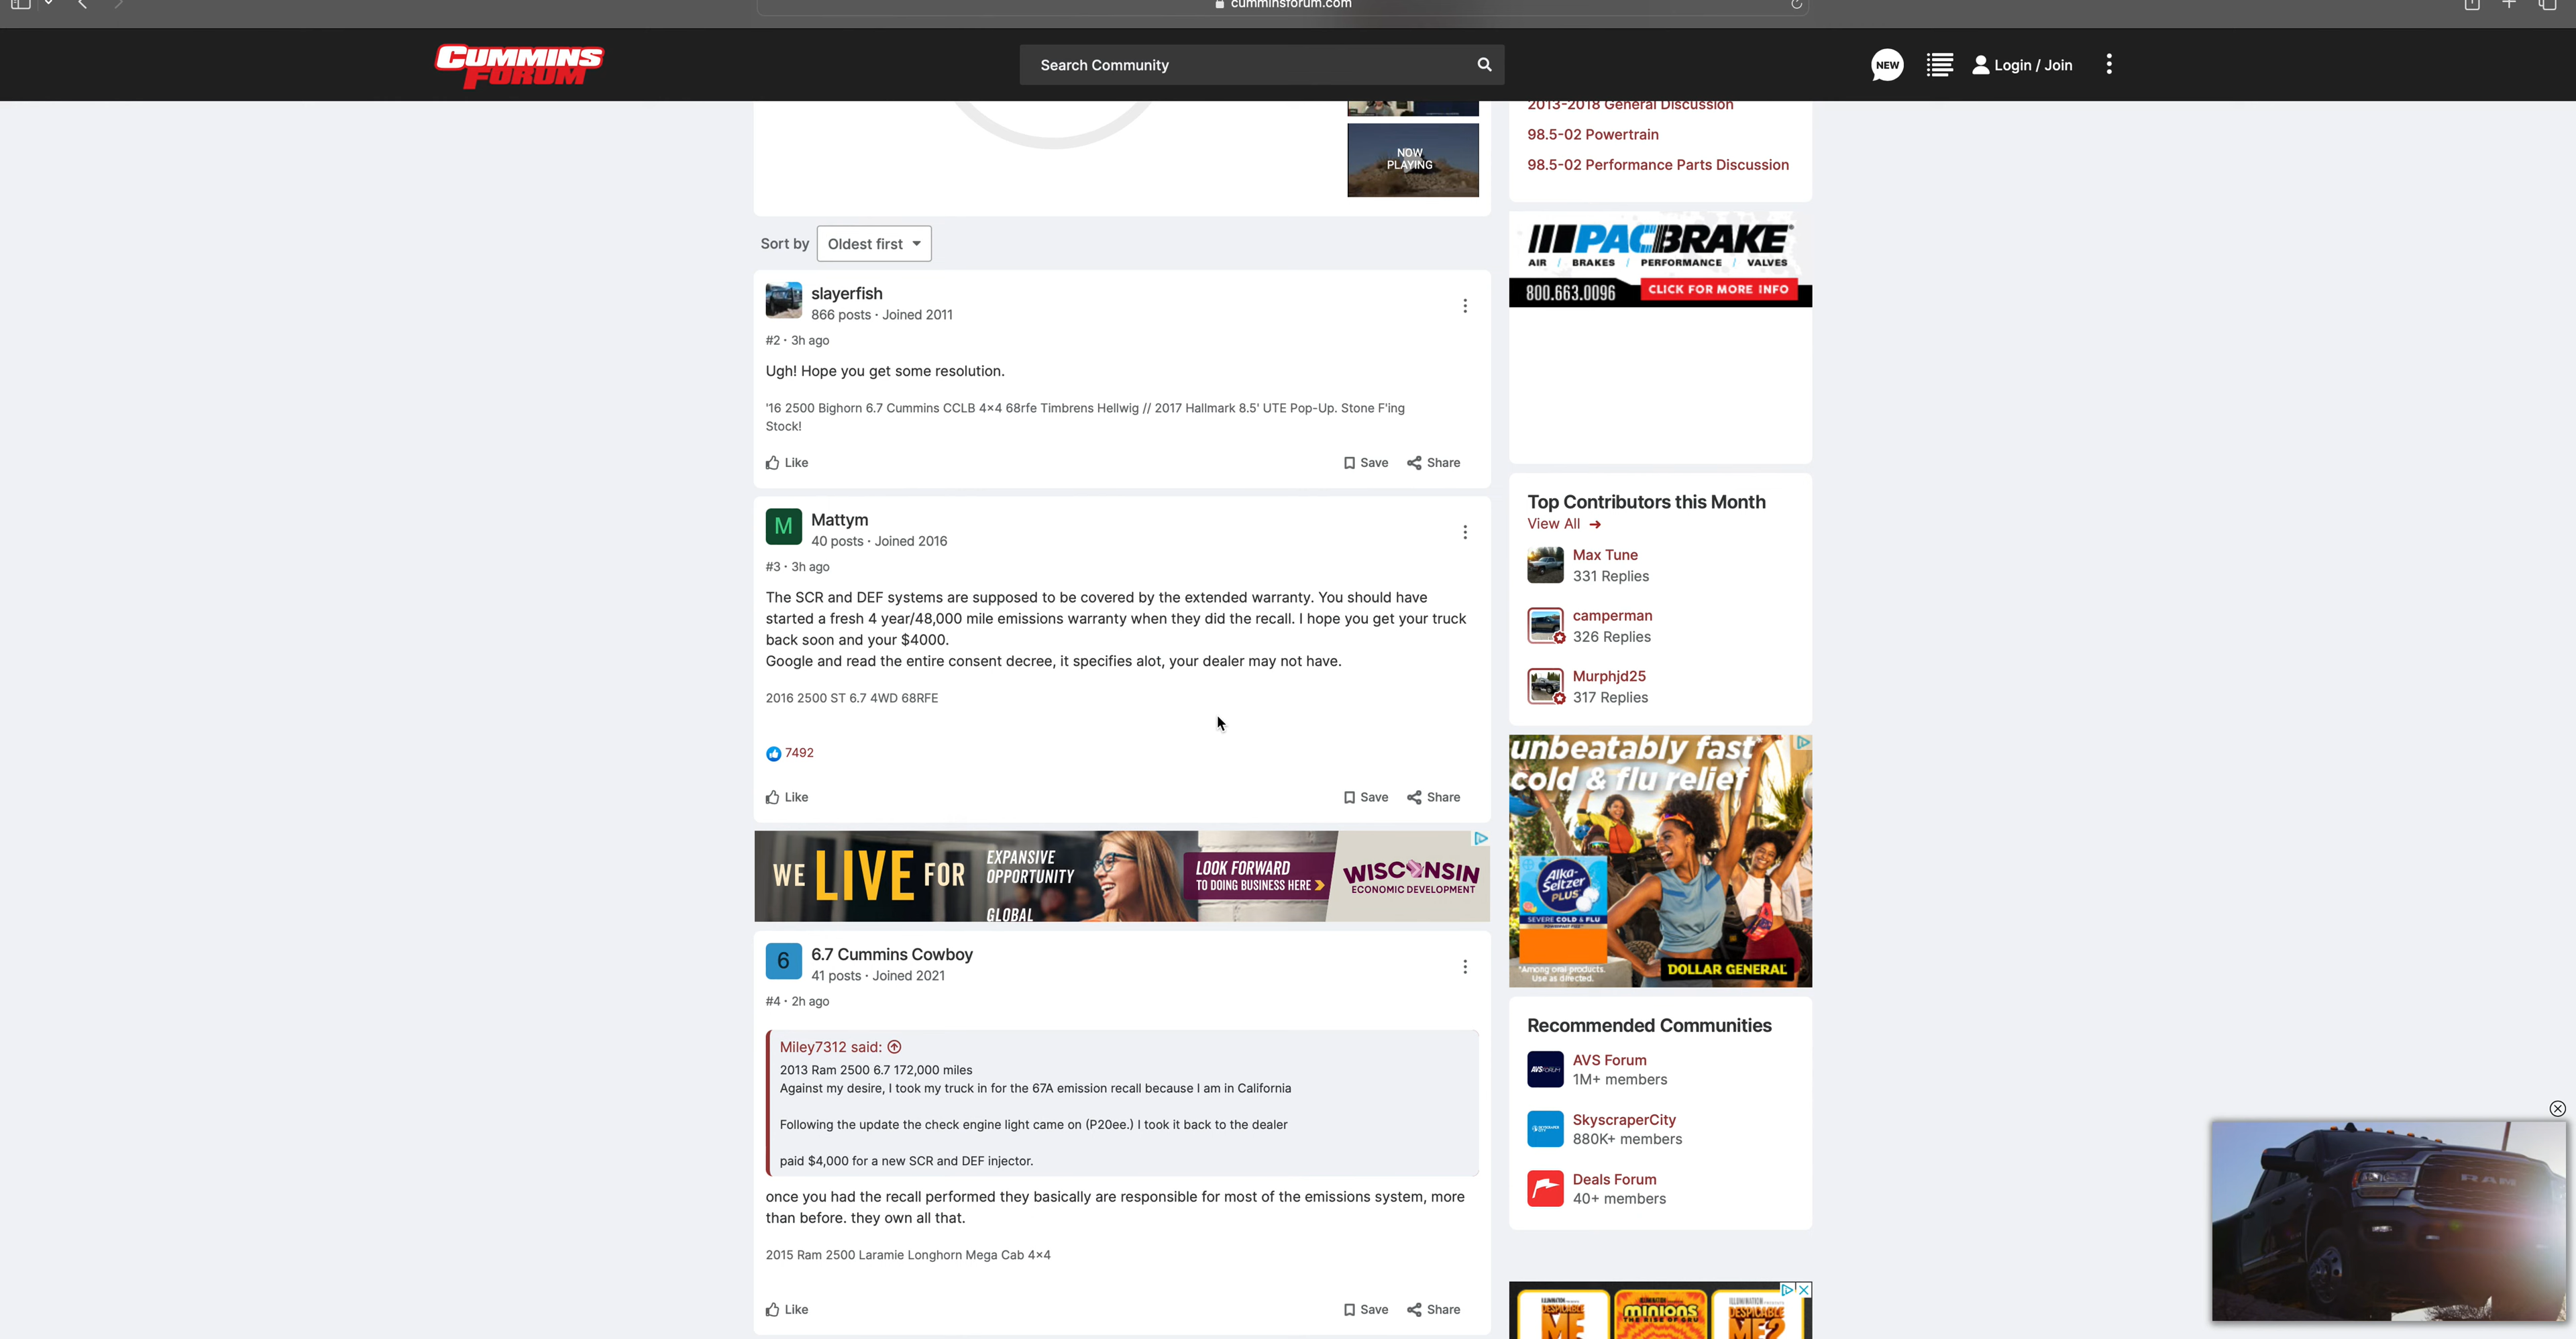 cumminsforum.com
CUMMINS
FORUM
Search Community
NEW
Login / Join
NOW
PLAYING
Sort by
Oldest first
slayerfish
866 posts · Joined 2011
#2 · 3h ago
Ugh! Hope you get some resolution.
'16 2500 Bighorn 6.7 Cummins CCLB 4x4 68rfe Timbrens Hellwig // 2017 Hallmark 8.5' UTE Pop-Up. Stone F'ing
Stock!
Like
Save
Share
M
Mattym
40 posts · Joined 2016
#3 · 3h ago
The SCR and DEF systems are supposed to be covered by the extended warranty. You should have
started a fresh 4 year/48,000 mile emissions warranty when they did the recall. I hope you get your truck
back soon and your $4000.
Google and read the entire consent decree, it specifies alot, your dealer may not have.
2016 2500 ST 6.7 4WD 68RFE
7492
Like
Save
Share
WE LIVE FOR
EXPANSIVE
OPPORTUNITY
GLOBAL
LOOK FORWARD
TO DOING BUSINESS HERE
WISCONSIN
ECONOMIC DEVELOPMENT
6
6.7 Cummins Cowboy
41 posts · Joined 2021
#4 · 2h ago
Miley7312 said:
2013 Ram 2500 6.7 172,000 miles
Against my desire, I took my truck in for the 67A emission recall because I am in California
Following the update the check engine light came on (P20ee.) I took it back to the dealer
paid $4,000 for a new SCR and DEF injector.
once you had the recall performed they basically are responsible for most of the emissions system, more
than before. they own all that.
2015 Ram 2500 Laramie Longhorn Mega Cab 4x4
Like
Save
Share
2013-2018 General Discussion
98.5-02 Powertrain
98.5-02 Performance Parts Discussion
PACBRAKE
AIR / BRAKES / PERFORMANCE / VALVES
800.663.0096
CLICK FOR MORE INFO
Top Contributors this Month
View All
Max Tune
331 Replies
camperman
326 Replies
Murphjd25
317 Replies
unbeatably fast*
cold & flu relief
Alka-
Seltzer
PLUS
SEVERE COLD & FLU
*Among oral products.
Use as directed.
DOLLAR GENERAL
Recommended Communities
AVS Forum
1M+ members
SkyscraperCity
880K+ members
Deals Forum
40+ members
DESPICABLE
ME
MINIONS
THE RISE OF GRU
DESPICABLE
ME2
RAM